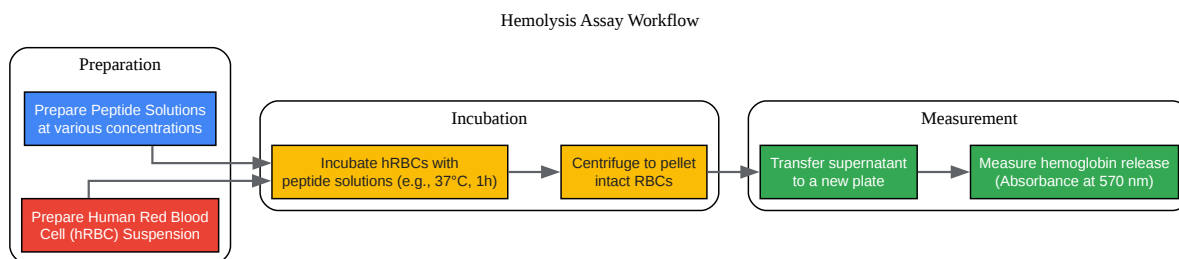 Hemolysis Assay Workflow
Preparation
Prepare Peptide Solutions
at various concentrations
Prepare Human Red Blood
Cell (hRBC) Suspension
Incubation
Incubate hRBCs with
peptide solutions (e.g., 37°C, 1h)
Centrifuge to pellet
intact RBCs
Measurement
Transfer supernatant
to a new plate
Measure hemoglobin release
(Absorbance at 570 nm)